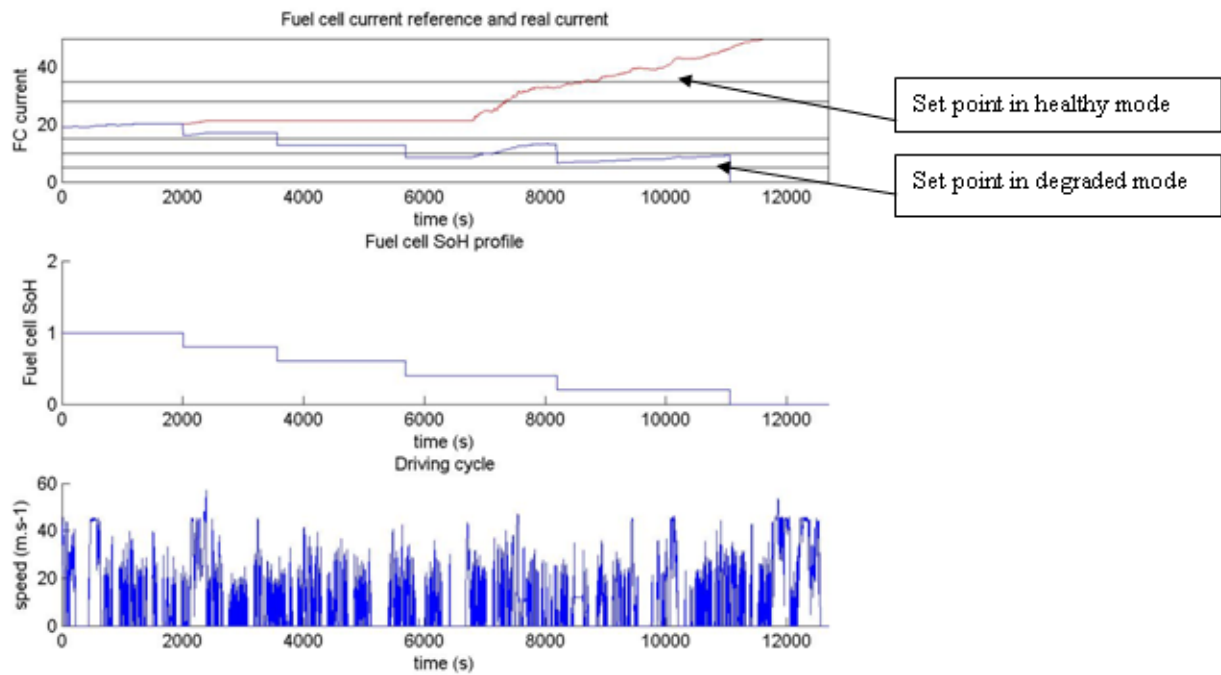 Fuel cell current reference and real current
FC current
40
20
0
0 2000 4000 6000 8000 10000 12000
time (s)
Set point in healthy mode
Set point in degraded mode
Fuel cell SoH profile
Fuel cell SoH
2
1
0
0 2000 4000 6000 8000 10000 12000
time (s)
Driving cycle
speed (m.s-1)
60
40
20
0
0 2000 4000 6000 8000 10000 12000
time (s)